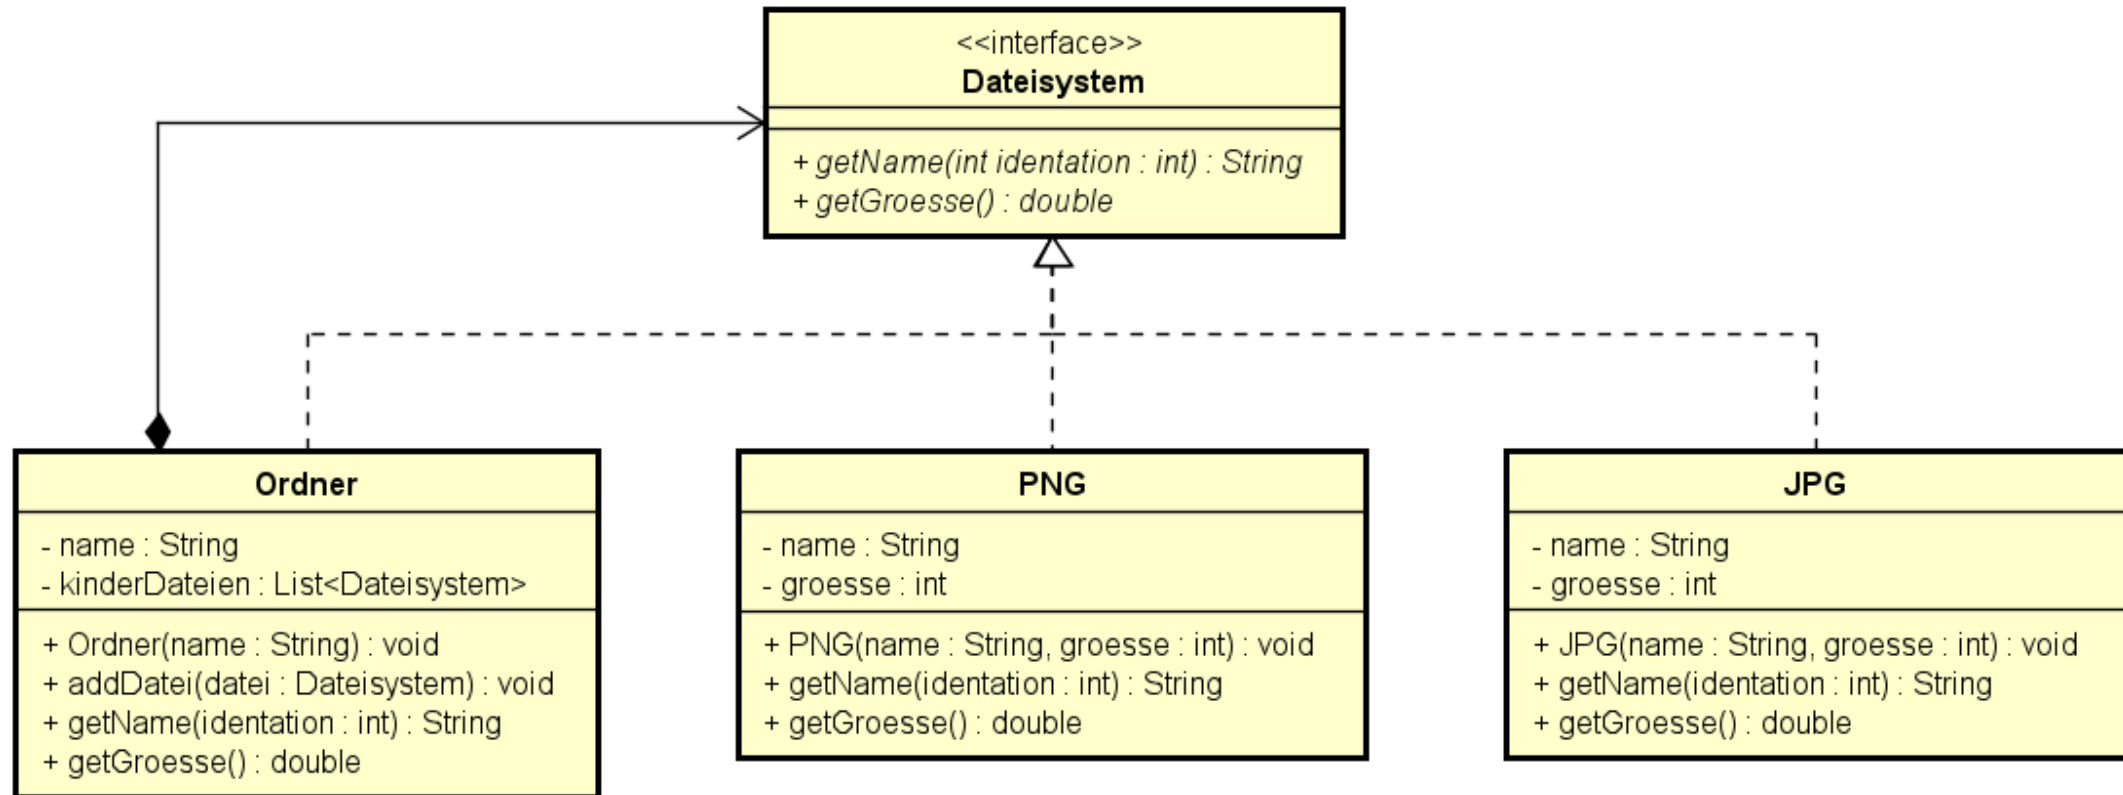 <<interface>>
Dateisystem
+ getName(int identation : int) : String
+ getGroesse() : double
Ordner
- name : String
- kinderDateien : List<Dateisystem>
+ Ordner(name : String) : void
+ addDatei(datei : Dateisystem) : void
+ getName(identation : int) : String
+ getGroesse() : double
PNG
- name : String
- groesse : int
+ PNG(name : String, groesse : int) : void
+ getName(identation : int) : String
+ getGroesse() : double
JPG
- name : String
- groesse : int
+ JPG(name : String, groesse : int) : void
+ getName(identation : int) : String
+ getGroesse() : double